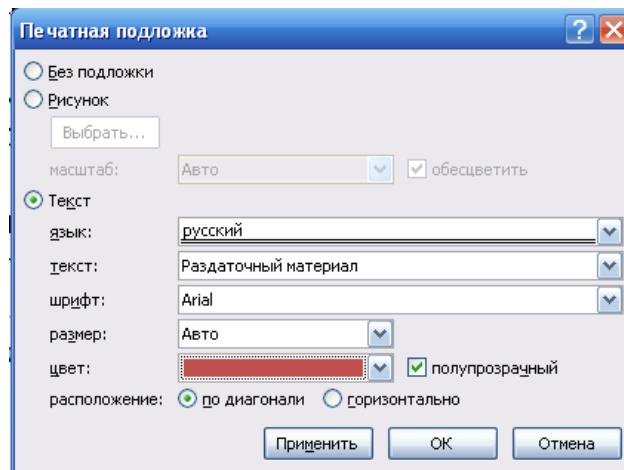 Печатная подложка
Без подложки
Рисунок
Выбрать...
масштаб: Авто обесцветить
Текст
язык: русский
текст: Раздаточный материал
шрифт: Arial
размер: Авто
цвет: полупрозрачный
расположение: по диагонали горизонтально
Применить ОК Отмена